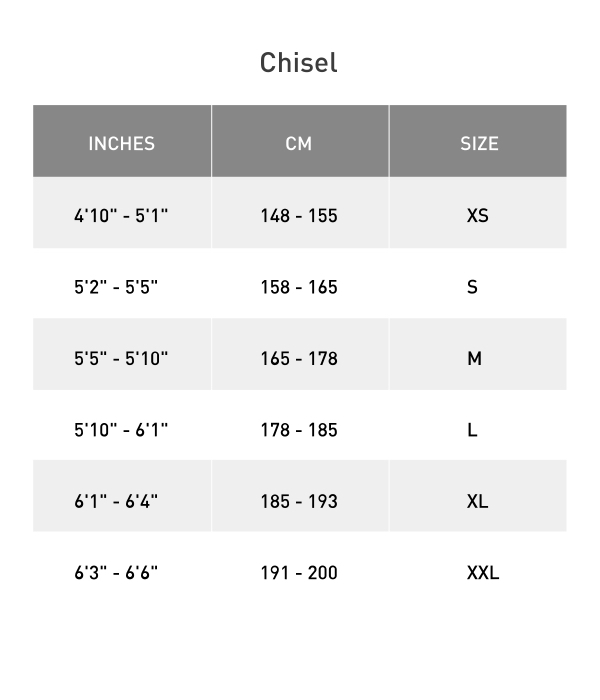 Chisel
INCHES CM SIZE
4'10" - 5'1" 148 - 155 XS
5'2" - 5'5" 158 - 165 S
5'5" - 5'10" 165 - 178 M
5'10" - 6'1" 178 - 185 L
6'1" - 6'4" 185 - 193 XL
6'3" - 6'6" 191 - 200 XXL